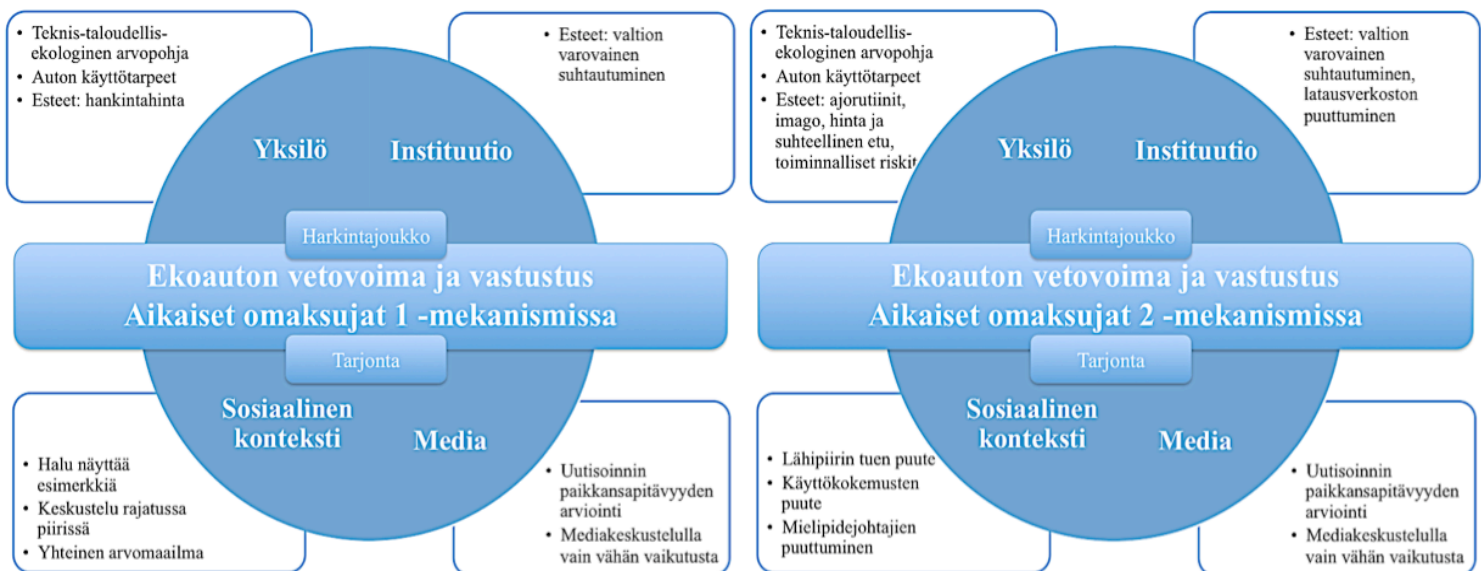 • Teknis-taloudellis-
ekologinen arvopohja
• Auton käyttötarpeet
• Esteet: hankintahinta
• Esteet: valtion
varovainen
suhtautuminen
Yksilö
Instituutio
Harkintajoukko
Ekoauton vetovoima ja vastustus
Aikaiset omaksujat 1 -mekanismissa
Tarjonta
Sosiaalinen
konteksti
Media
• Halu näyttää
esimerkkiä
• Keskustelu rajatussa
piirissä
• Yhteinen arvomaailma
• Uutisoinnin
paikkansapitävyyden
arviointi
• Mediakeskustelulla
vain vähän vaikutusta
• Teknis-taloudellis-
ekologinen arvopohja
• Auton käyttötarpeet
• Esteet: ajorutiinit,
imago, hinta ja
suhteellinen etu,
toiminnalliset riskit
• Esteet: valtion
varovainen
suhtautuminen,
latausverkoston
puuttuminen
Yksilö
Instituutio
Harkintajoukko
Ekoauton vetovoima ja vastustus
Aikaiset omaksujat 2 -mekanismissa
Tarjonta
Sosiaalinen
konteksti
Media
• Lähipiirin tuen puute
• Käyttökokemusten
puute
• Mielipidejohtajien
puuttuminen
• Uutisoinnin
paikkansapitävyyden
arviointi
• Mediakeskustelulla
vain vähän vaikutusta